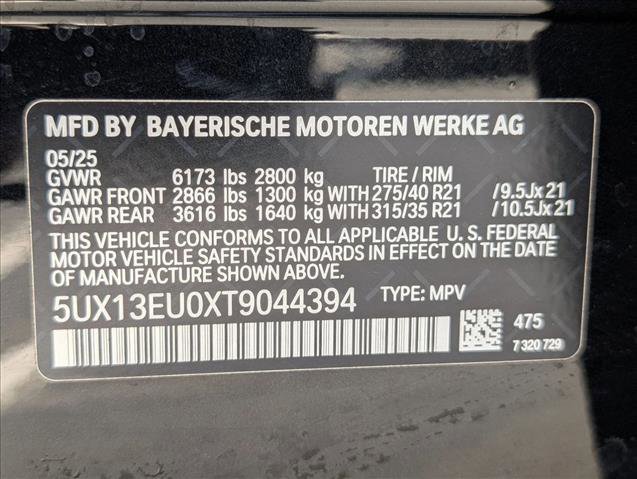 MFD BY BAYERISCHE MOTOREN WERKE AG
05/25
GVWR 6173 lbs 2800 kg TIRE / RIM
GAWR FRONT 2866 lbs 1300 kg WITH 275/40 R21 /9.5Jx21
GAWR REAR 3616 lbs 1640 kg WITH 315/35 R21 /10.5Jx21
THIS VEHICLE CONFORMS TO ALL APPLICABLE U. S. FEDERAL
MOTOR VEHICLE SAFETY STANDARDS IN EFFECT ON THE DATE
OF MANUFACTURE SHOWN ABOVE.
5UX13EU0XT9044394 TYPE: MPV
475
7 320 729